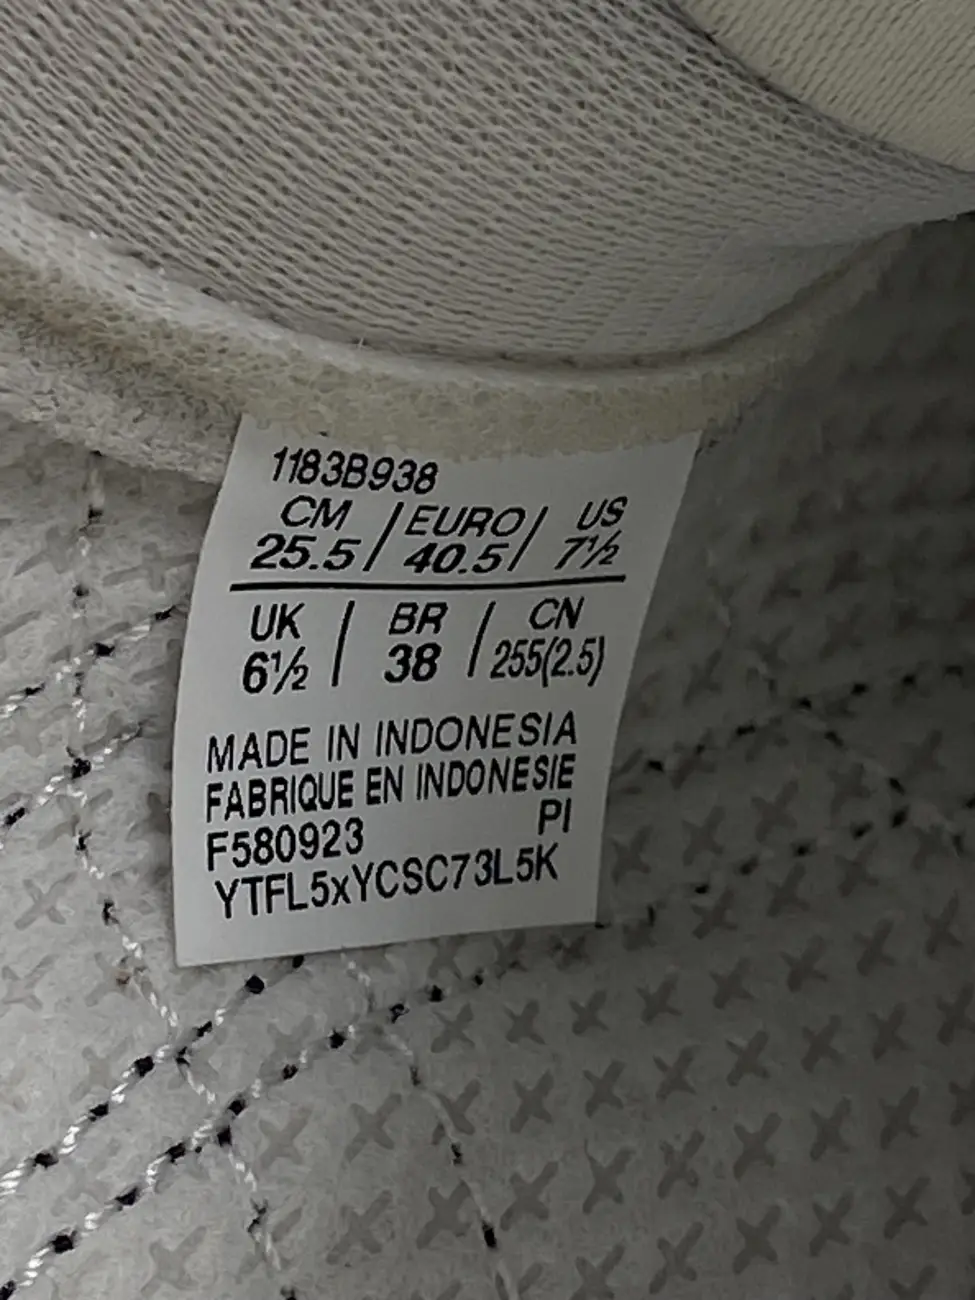 1183B938
CM / EURO / US
25.5 / 40.5 / 7½
UK / BR / CN
6½ / 38 / 255(2.5)
MADE IN INDONESIA
FABRIQUE EN INDONESIE
F580923 PI
YTFL5xYCSC73L5K